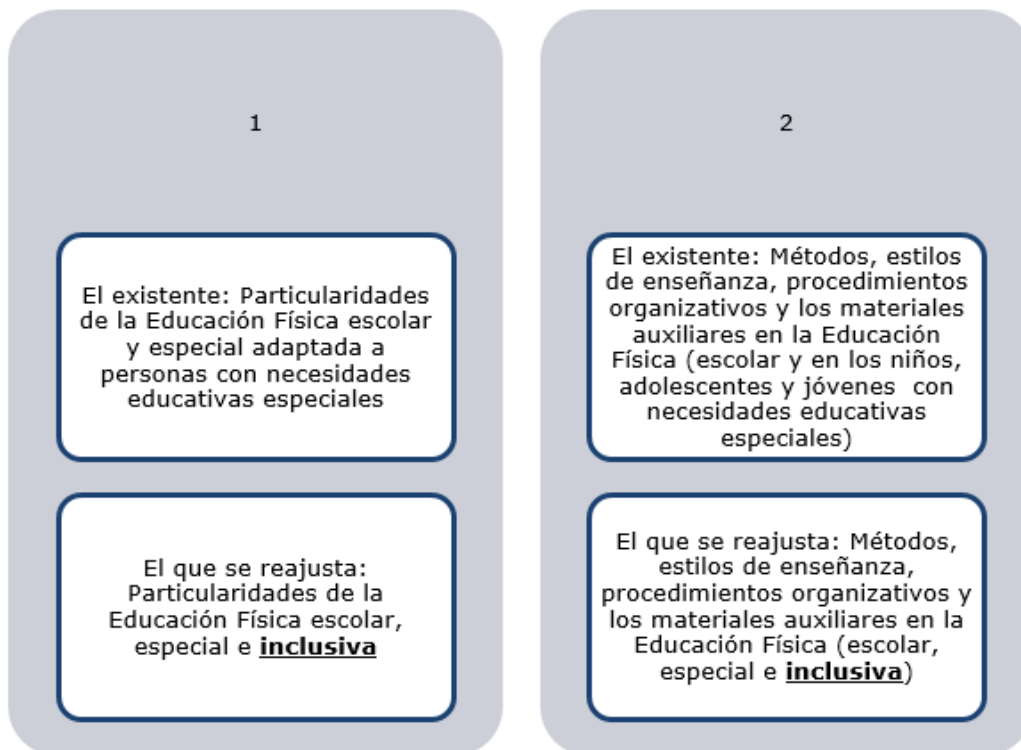 1
El existente: Particularidades
de la Educación Física escolar
y especial adaptada a
personas con necesidades
educativas especiales
El que se reajusta:
Particularidades de la
Educación Física escolar,
especial e inclusiva
2
El existente: Métodos, estilos
de enseñanza, procedimientos
organizativos y los materiales
auxiliares en la Educación
Física (escolar y en los niños,
adolescentes y jóvenes con
necesidades educativas
especiales)
El que se reajusta: Métodos,
estilos de enseñanza,
procedimientos organizativos y
los materiales auxiliares en la
Educación Física (escolar,
especial e inclusiva)